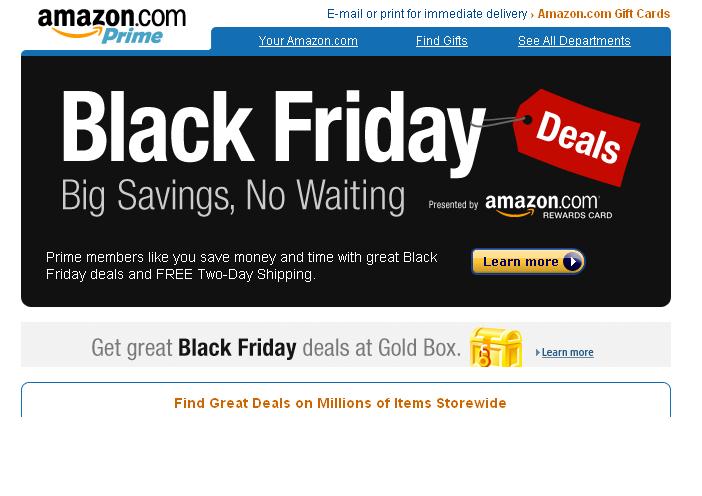 amazon.com
Prime
E-mail or print for immediate delivery › Amazon.com Gift Cards
Your Amazon.com Find Gifts See All Departments
Black Friday
Deals
Big Savings, No Waiting
Presented by amazon.com
REWARDS CARD
Prime members like you save money and time with great Black
Friday deals and FREE Two-Day Shipping.
Learn more
Get great Black Friday deals at Gold Box.
Learn more
Find Great Deals on Millions of Items Storewide